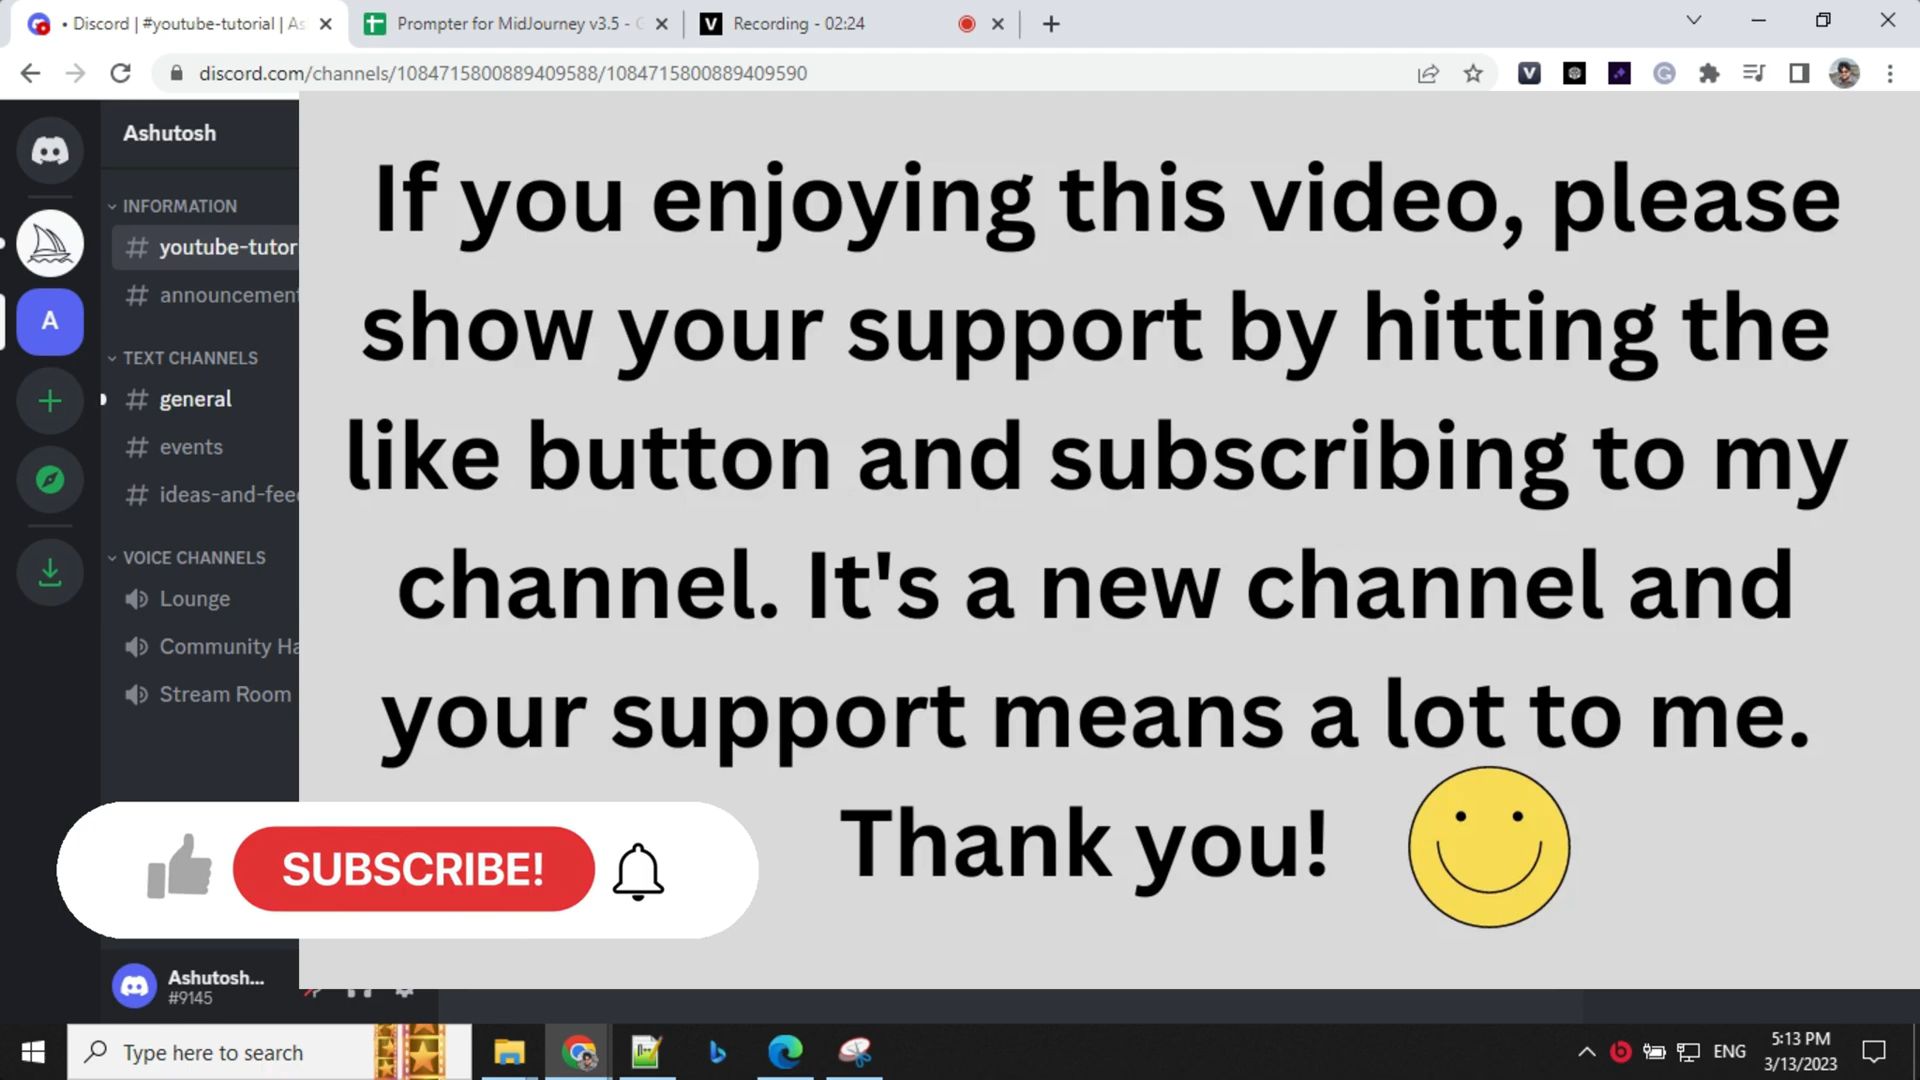 • Discord | #youtube-tutorial | As
Prompter for MidJourney v3.5 -
Recording - 02:24
discord.com/channels/1084715800889409588/1084715800889409590
Ashutosh
INFORMATION
# youtube-tutor
# announcement
TEXT CHANNELS
# general
# events
# ideas-and-fee
VOICE CHANNELS
Lounge
Community Ha
Stream Room
A
If you enjoying this video, please
show your support by hitting the
like button and subscribing to my
channel. It's a new channel and
your support means a lot to me.
Thank you!
SUBSCRIBE!
Ashutosh...
#9145
Type here to search
ENG
5:13 PM
3/13/2023